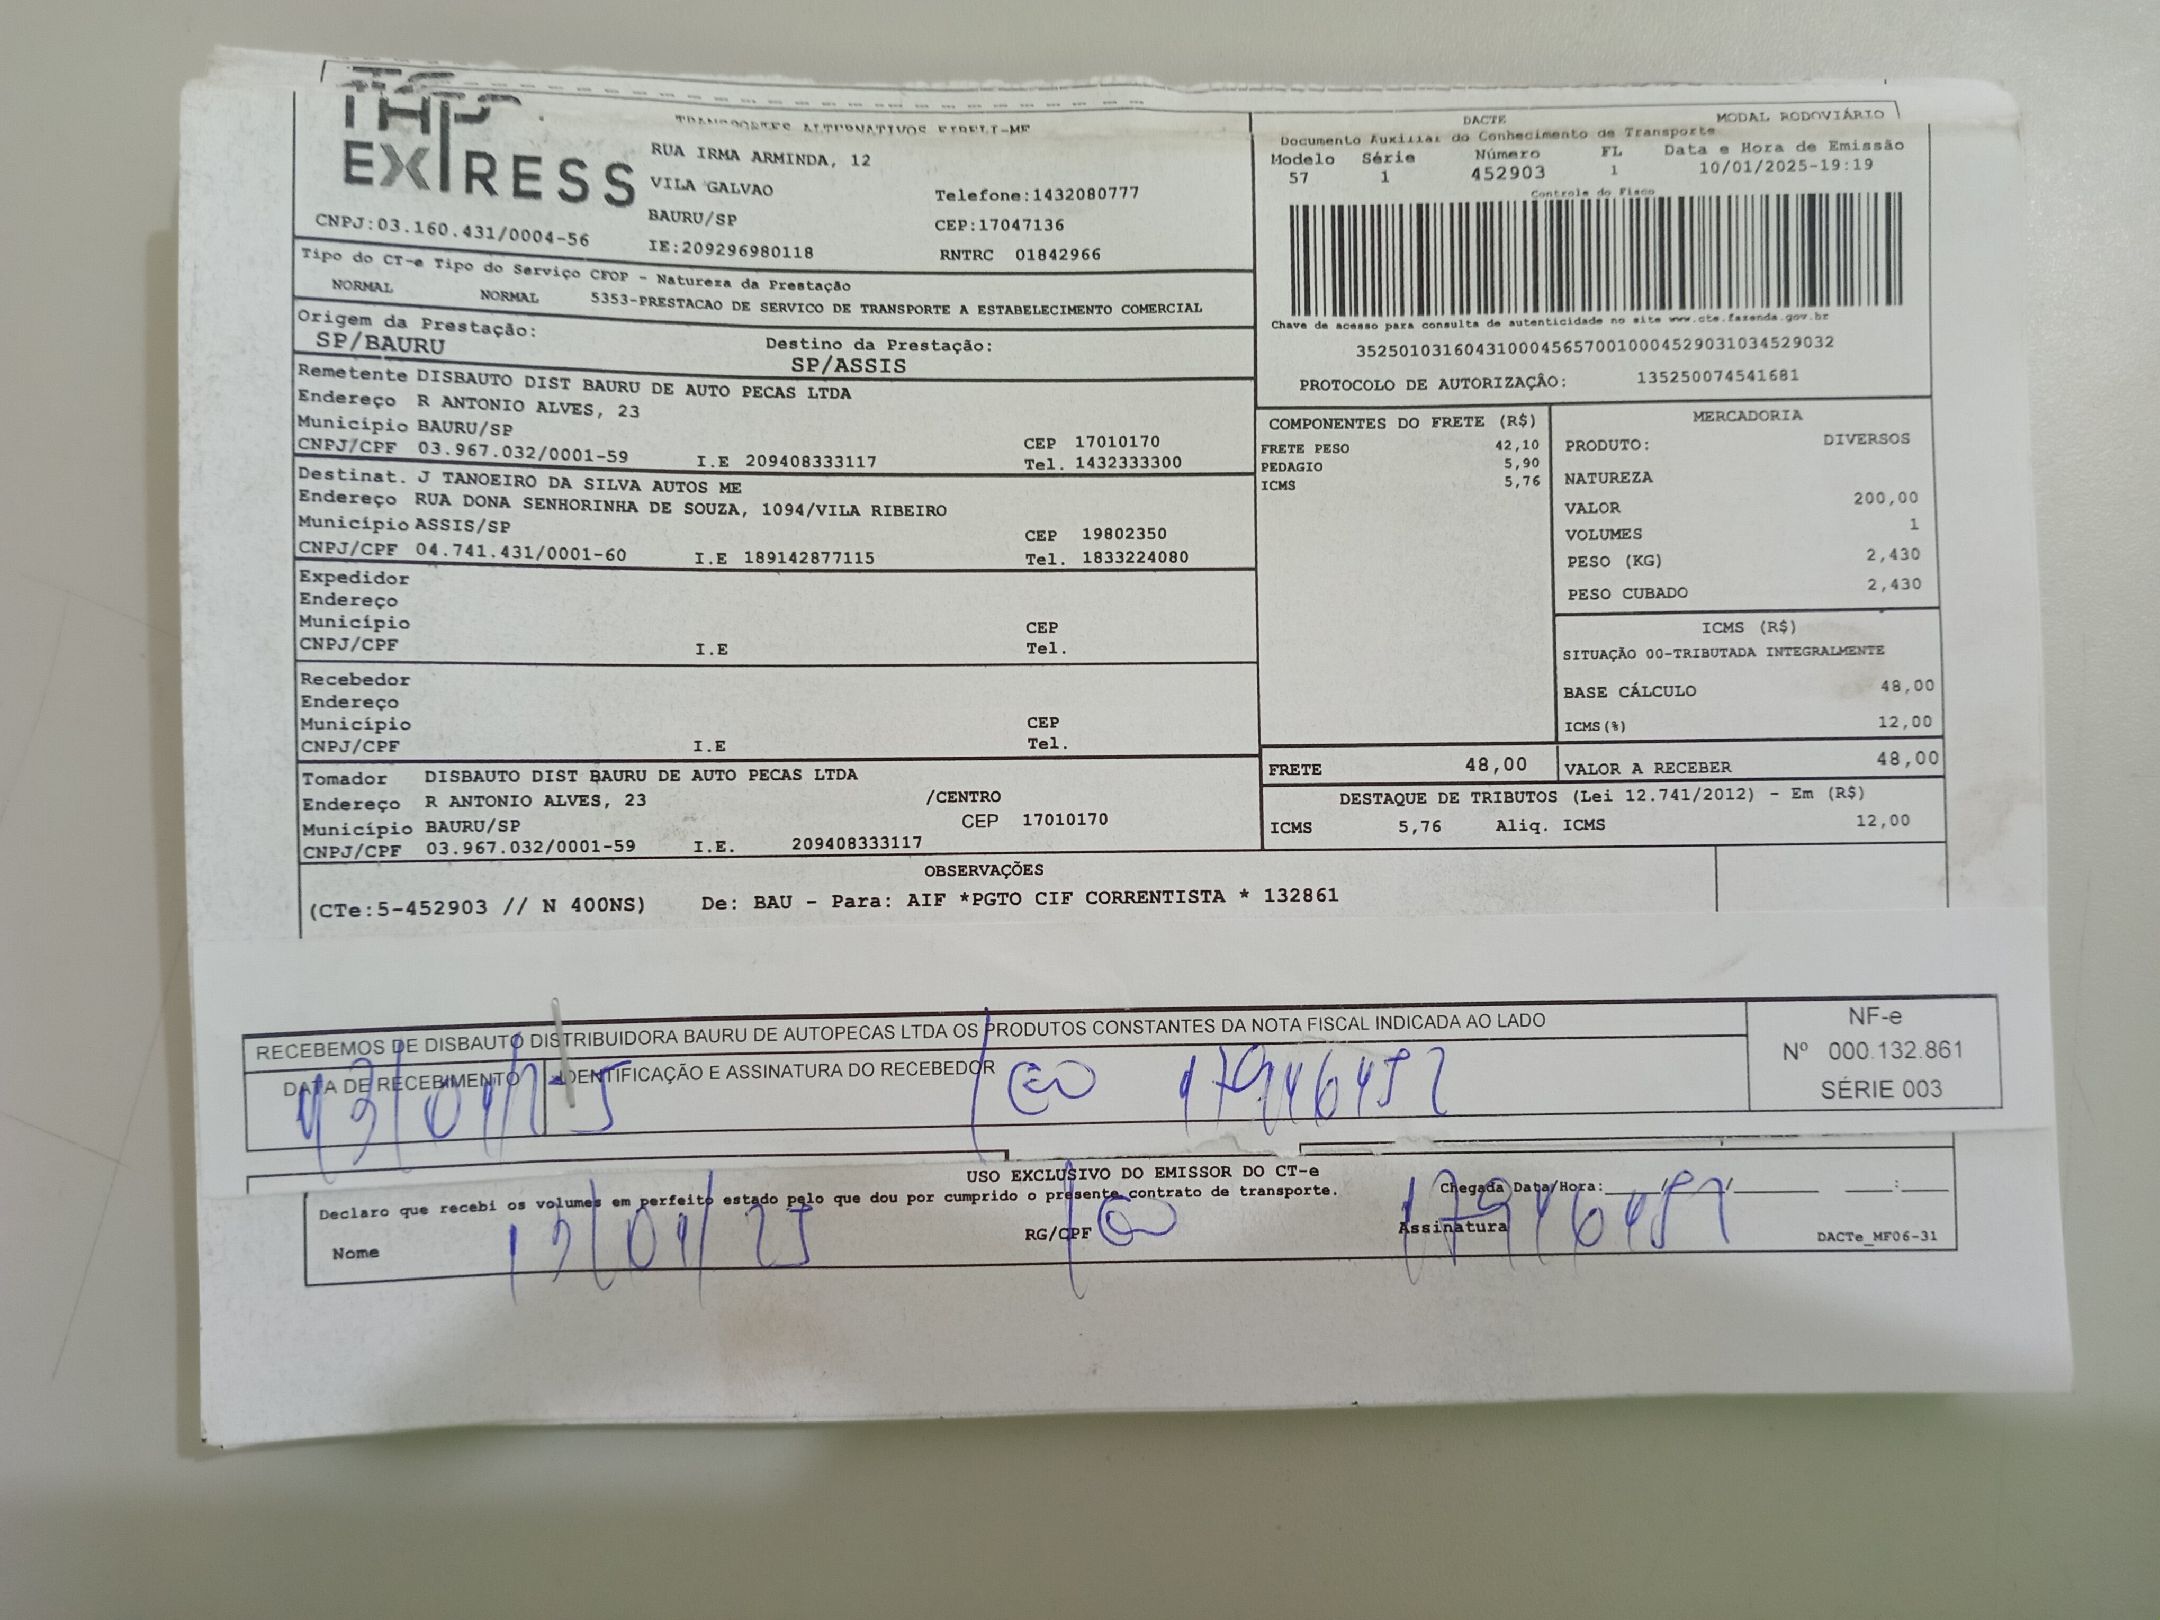 THP
EXPRESS
TRANSPORTES ALTERNATIVOS EIRELI-ME
RUA IRMA ARMINDA, 12
VILA GALVAO
Telefone:1432080777
BAURU/SP
CEP:17047136
CNPJ:03.160.431/0004-56
IE:209296980118
RNTRC 01842966
DACTE
MODAL RODOVIÁRIO
Documento Auxiliar do Conhecimento de Transporte
Modelo Série Número FL Data e Hora de Emissão
57 1 452903 1 10/01/2025-19:19
Controle do Fisco
Chave de acesso para consulta de autenticidade no site www.cte.fazenda.gov.br
35250103160431000456570010004529031034529032
PROTOCOLO DE AUTORIZAÇÃO: 135250074541681
Tipo do CT-e Tipo do Serviço CFOP - Natureza da Prestação
NORMAL NORMAL 5353-PRESTACAO DE SERVICO DE TRANSPORTE A ESTABELECIMENTO COMERCIAL
Origem da Prestação: Destino da Prestação:
SP/BAURU SP/ASSIS
Remetente DISBAUTO DIST BAURU DE AUTO PECAS LTDA
Endereço R ANTONIO ALVES, 23
Município BAURU/SP CEP 17010170
CNPJ/CPF 03.967.032/0001-59 I.E 209408333117 Tel. 1432333300
Destinat. J TANOEIRO DA SILVA AUTOS ME
Endereço RUA DONA SENHORINHA DE SOUZA, 1094/VILA RIBEIRO
Município ASSIS/SP CEP 19802350
CNPJ/CPF 04.741.431/0001-60 I.E 189142877115 Tel. 1833224080
Expedidor
Endereço
Município CEP
CNPJ/CPF I.E Tel.
Recebedor
Endereço
Município CEP
CNPJ/CPF I.E Tel.
Tomador DISBAUTO DIST BAURU DE AUTO PECAS LTDA
Endereço R ANTONIO ALVES, 23 /CENTRO
Município BAURU/SP CEP 17010170
CNPJ/CPF 03.967.032/0001-59 I.E. 209408333117
COMPONENTES DO FRETE (R$)
FRETE PESO 42,10
PEDAGIO 5,90
ICMS 5,76
MERCADORIA
PRODUTO: DIVERSOS
NATUREZA
VALOR 200,00
VOLUMES 1
PESO (KG) 2,430
PESO CUBADO 2,430
ICMS (R$)
SITUAÇÃO 00-TRIBUTADA INTEGRALMENTE
BASE CÁLCULO 48,00
ICMS(%) 12,00
FRETE 48,00 VALOR A RECEBER 48,00
DESTAQUE DE TRIBUTOS (Lei 12.741/2012) - Em (R$)
ICMS 5,76 Aliq. ICMS 12,00
OBSERVAÇÕES
(CTe:5-452903 // N 400NS) De: BAU - Para: AIF *PGTO CIF CORRENTISTA * 132861
RECEBEMOS DE DISBAUTO DISTRIBUIDORA BAURU DE AUTOPECAS LTDA OS PRODUTOS CONSTANTES DA NOTA FISCAL INDICADA AO LADO
DATA DE RECEBIMENTO IDENTIFICAÇÃO E ASSINATURA DO RECEBEDOR
13/01/25
NF-e
Nº 000.132.861
SÉRIE 003
USO EXCLUSIVO DO EMISSOR DO CT-e
Declaro que recebi os volumes em perfeito estado pelo que dou por cumprido o presente contrato de transporte.
Chegada Data/Hora:
Nome 13/01/25 RG/CPF Assinatura
DACTe_MF06-31